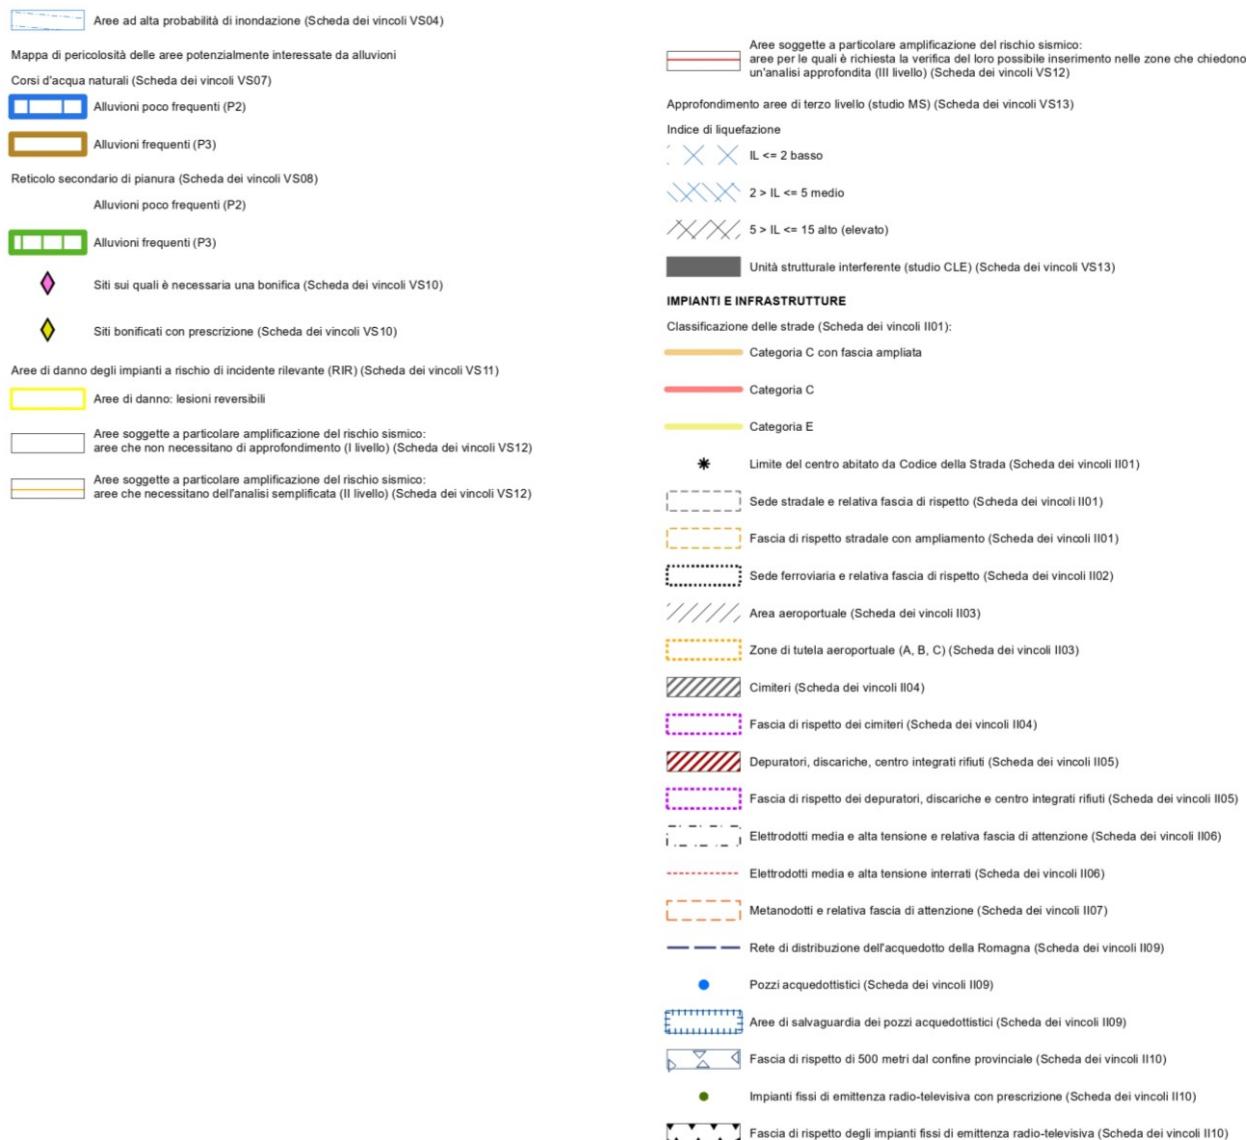 Aree ad alta probabilità di inondazione (Scheda dei vincoli VS04)
Mappa di pericolosità delle aree potenzialmente interessate da alluvioni
Corsi d'acqua naturali (Scheda dei vincoli VS07)
Alluvioni poco frequenti (P2)
Alluvioni frequenti (P3)
Reticolo secondario di pianura (Scheda dei vincoli VS08)
Alluvioni poco frequenti (P2)
Alluvioni frequenti (P3)
Siti sui quali è necessaria una bonifica (Scheda dei vincoli VS10)
Siti bonificati con prescrizione (Scheda dei vincoli VS10)
Aree di danno degli impianti a rischio di incidente rilevante (RIR) (Scheda dei vincoli VS11)
Aree di danno: lesioni reversibili
Aree soggette a particolare amplificazione del rischio sismico:
aree che non necessitano di approfondimento (I livello) (Scheda dei vincoli VS12)
Aree soggette a particolare amplificazione del rischio sismico:
aree che necessitano dell'analisi semplificata (II livello) (Scheda dei vincoli VS12)
Aree soggette a particolare amplificazione del rischio sismico:
aree per le quali è richiesta la verifica del loro possibile inserimento nelle zone che chiedono
un'analisi approfondita (III livello) (Scheda dei vincoli VS12)
Approfondimento aree di terzo livello (studio MS) (Scheda dei vincoli VS13)
Indice di liquefazione
IL <= 2 basso
2 > IL <= 5 medio
5 > IL <= 15 alto (elevato)
Unità strutturale interferente (studio CLE) (Scheda dei vincoli VS13)
IMPIANTI E INFRASTRUTTURE
Classificazione delle strade (Scheda dei vincoli II01):
Categoria C con fascia ampliata
Categoria C
Categoria E
Limite del centro abitato da Codice della Strada (Scheda dei vincoli II01)
Sede stradale e relativa fascia di rispetto (Scheda dei vincoli II01)
Fascia di rispetto stradale con ampliamento (Scheda dei vincoli II01)
Sede ferroviaria e relativa fascia di rispetto (Scheda dei vincoli II02)
Area aeroportuale (Scheda dei vincoli II03)
Zone di tutela aeroportuale (A, B, C) (Scheda dei vincoli II03)
Cimiteri (Scheda dei vincoli II04)
Fascia di rispetto dei cimiteri (Scheda dei vincoli II04)
Depuratori, discariche, centro integrati rifiuti (Scheda dei vincoli II05)
Fascia di rispetto dei depuratori, discariche e centro integrati rifiuti (Scheda dei vincoli II05)
Elettrodotti media e alta tensione e relativa fascia di attenzione (Scheda dei vincoli II06)
Elettrodotti media e alta tensione interrati (Scheda dei vincoli II06)
Metanodotti e relativa fascia di attenzione (Scheda dei vincoli II07)
Rete di distribuzione dell'acquedotto della Romagna (Scheda dei vincoli II09)
Pozzi acquedottistici (Scheda dei vincoli II09)
Aree di salvaguardia dei pozzi acquedottistici (Scheda dei vincoli II09)
Fascia di rispetto di 500 metri dal confine provinciale (Scheda dei vincoli II10)
Impianti fissi di emittenza radio-televisiva con prescrizione (Scheda dei vincoli II10)
Fascia di rispetto degli impianti fissi di emittenza radio-televisiva (Scheda dei vincoli II10)